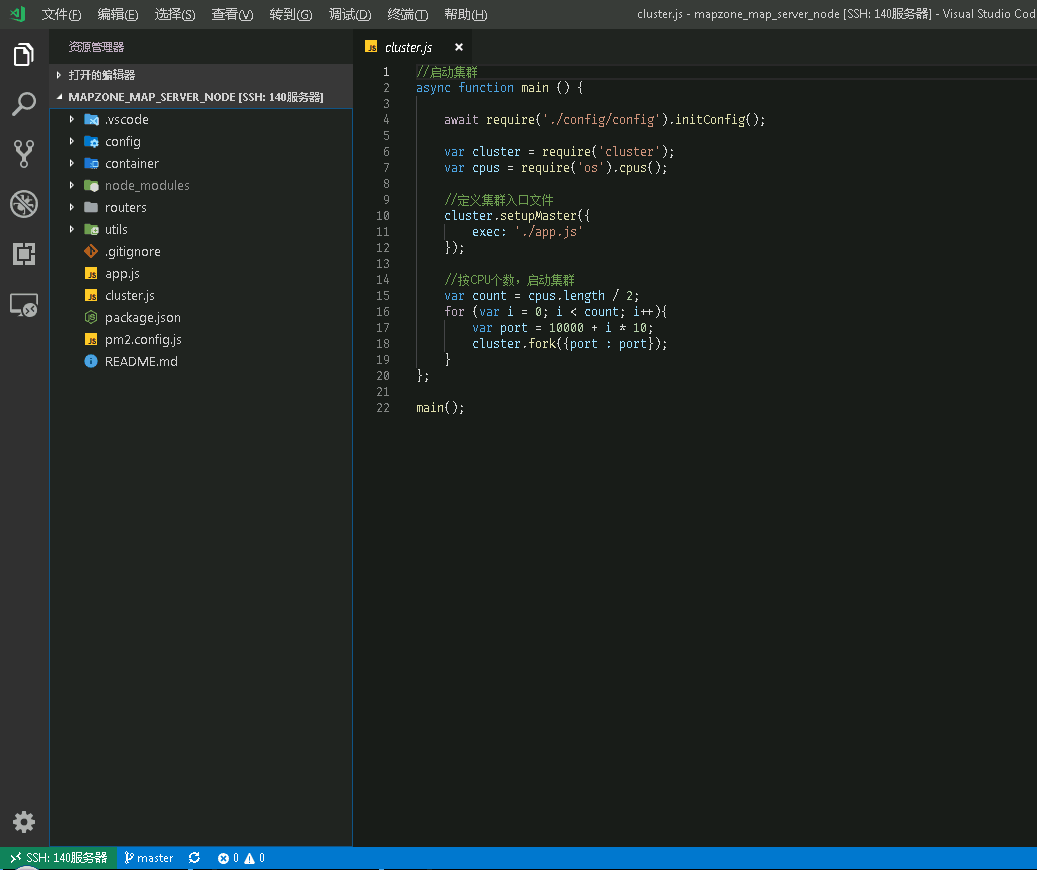 文件(F) 编辑(E) 选择(S) 查看(V) 转到(G) 调试(D) 终端(T) 帮助(H) cluster.js - mapzone_map_server_node [SSH: 140服务器] - Visual Studio Cod
资源管理器
打开的编辑器
MAPZONE_MAP_SERVER_NODE [SSH: 140服务器]
.vscode
config
container
node_modules
routers
utils
.gitignore
JS app.js
JS cluster.js
JS package.json
JS pm2.config.js
README.md
JS cluster.js ×
1 //启动集群
2 async function main () {
3
4     await require('./config/config').initConfig();
5
6     var cluster = require('cluster');
7     var cpus = require('os').cpus();
8
9     //定义集群入口文件
10     cluster.setupMaster({
11         exec: './app.js'
12     });
13
14     //按CPU个数，启动集群
15     var count = cpus.length / 2;
16     for (var i = 0; i < count; i++){
17         var port = 10000 + i * 10;
18         cluster.fork({port : port});
19     }
20 };
21
22 main();
SSH: 140服务器 master 0 0